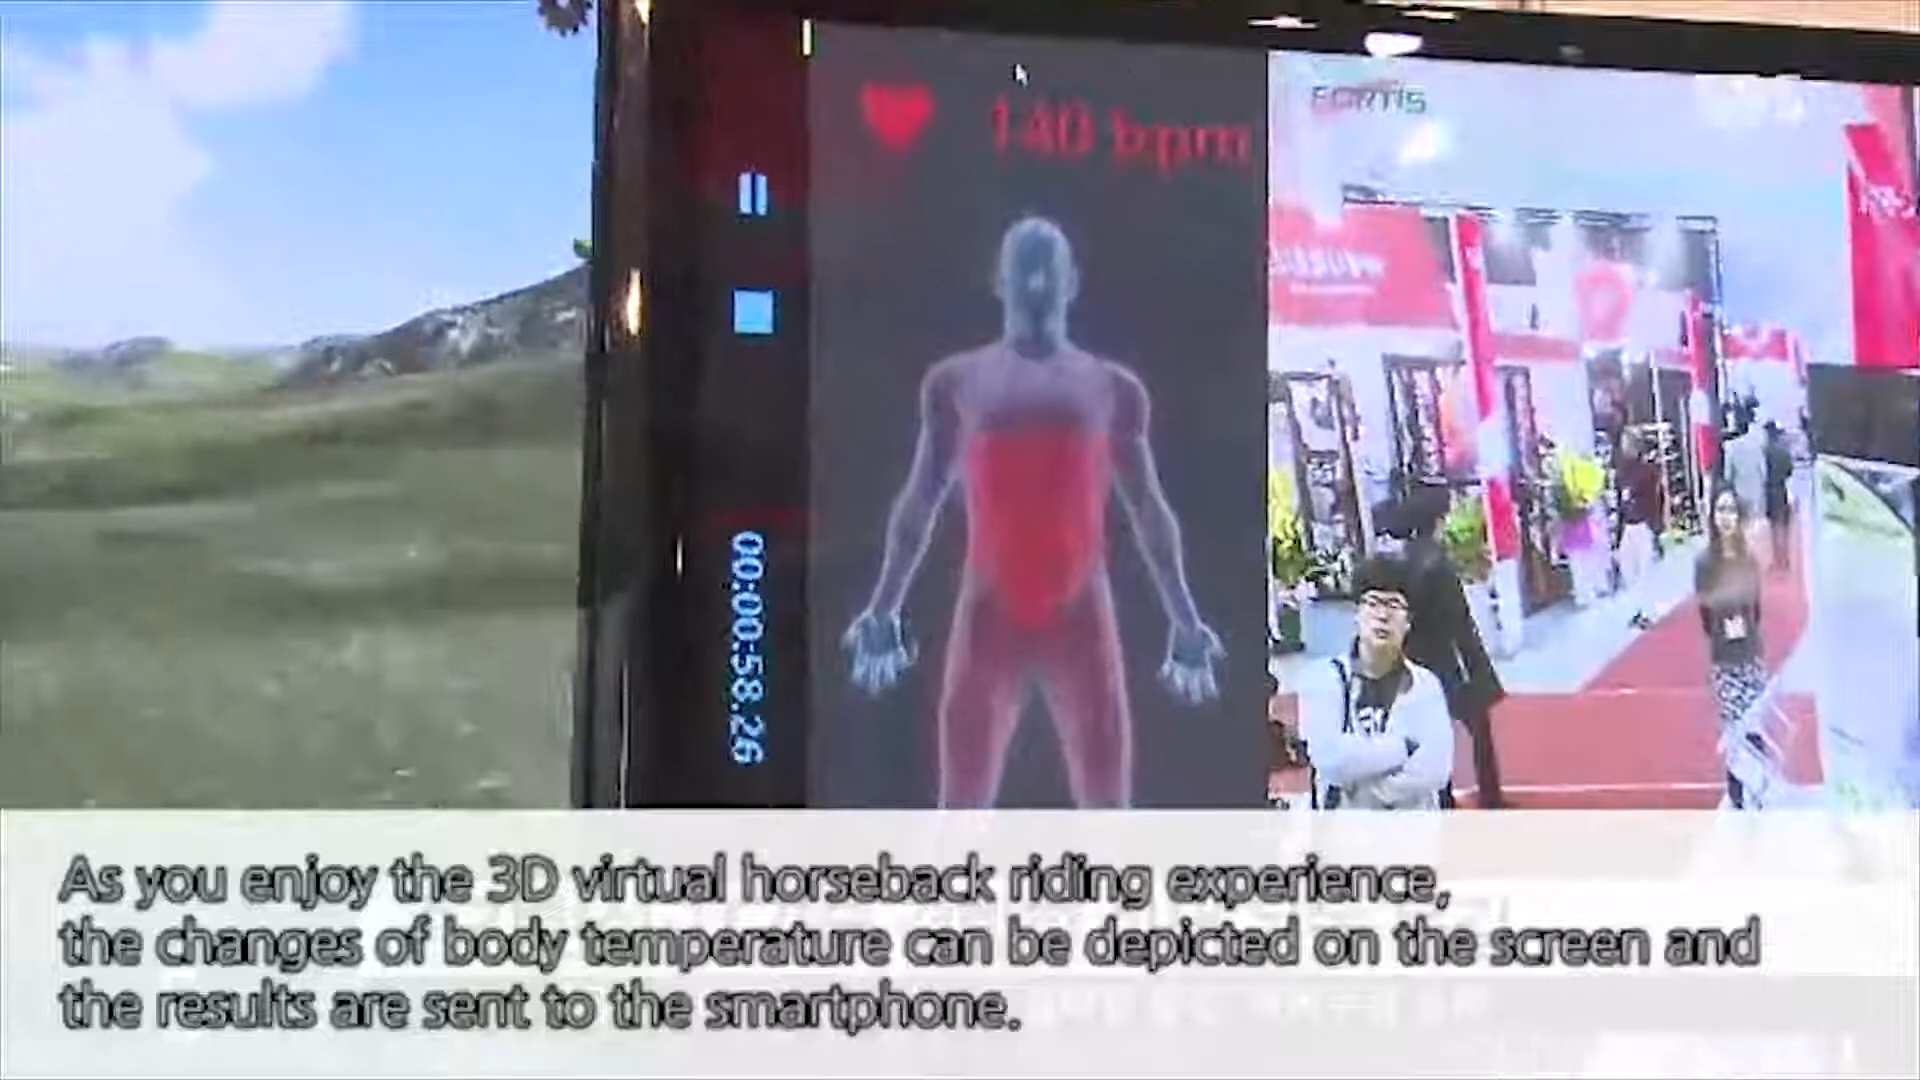 140 bpm
FORTIS
00:00:58.26
As you enjoy the 3D virtual horseback riding experience,
the changes of body temperature can be depicted on the screen and
the results are sent to the smartphone.